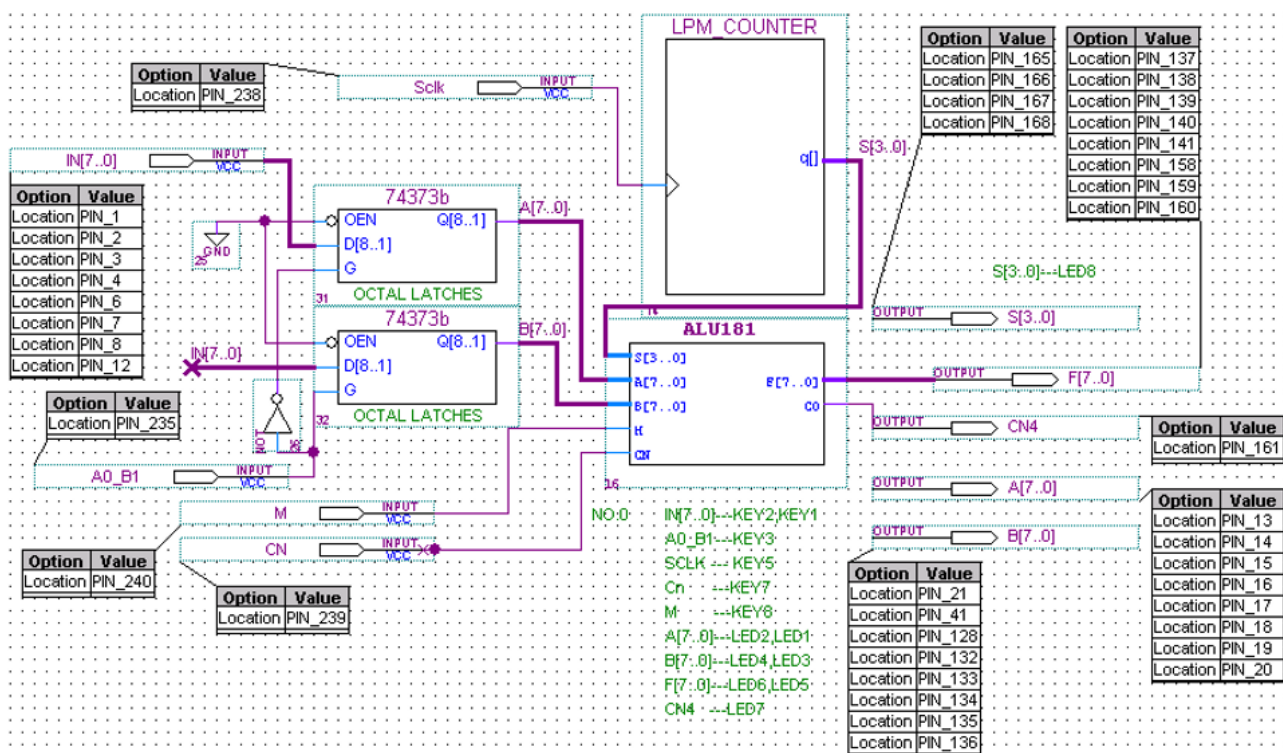 LPM_COUNTER
q[]
S[3..0]
Option Value
Location PIN_238
Sclk
INPUT
VCC
Option Value
Location PIN_165
Location PIN_166
Location PIN_167
Location PIN_168
Option Value
Location PIN_137
Location PIN_138
Location PIN_139
Location PIN_140
Location PIN_141
Location PIN_158
Location PIN_159
Location PIN_160
IN[7..0]
INPUT
VCC
Option Value
Location PIN_1
Location PIN_2
Location PIN_3
Location PIN_4
Location PIN_6
Location PIN_7
Location PIN_8
Location PIN_12
GND
25
74373b
OEN Q[8..1]
D[8..1]
G
31
OCTAL LATCHES
A[7..0]
74373b
OEN Q[8..1]
D[8..1]
G
32
OCTAL LATCHES
B[7..0]
IN[7..0]
NOT
26
Option Value
Location PIN_235
A0_B1
INPUT
VCC
ALU181
S[3..0]
A[7..0] F[7..0]
B[7..0] CO
M
CN
16
S[3..0]---LED8
OUTPUT
S[3..0]
OUTPUT
F[7..0]
OUTPUT
CN4
Option Value
Location PIN_161
OUTPUT
A[7..0]
Option Value
Location PIN_13
Location PIN_14
Location PIN_15
Location PIN_16
Location PIN_17
Location PIN_18
Location PIN_19
Location PIN_20
OUTPUT
B[7..0]
Option Value
Location PIN_21
Location PIN_41
Location PIN_128
Location PIN_132
Location PIN_133
Location PIN_134
Location PIN_135
Location PIN_136
M
INPUT
VCC
CN
INPUT
VCC
Option Value
Location PIN_240
Option Value
Location PIN_239
NO:0 IN[7..0]---KEY2,KEY1
A0_B1---KEY3
SCLK --- KEY5
Cn ---KEY7
M ---KEY8
A[7..0]---LED2,LED1
B[7..0]---LED4,LED3
F[7..0]---LED6,LED5
CN4 ---LED7